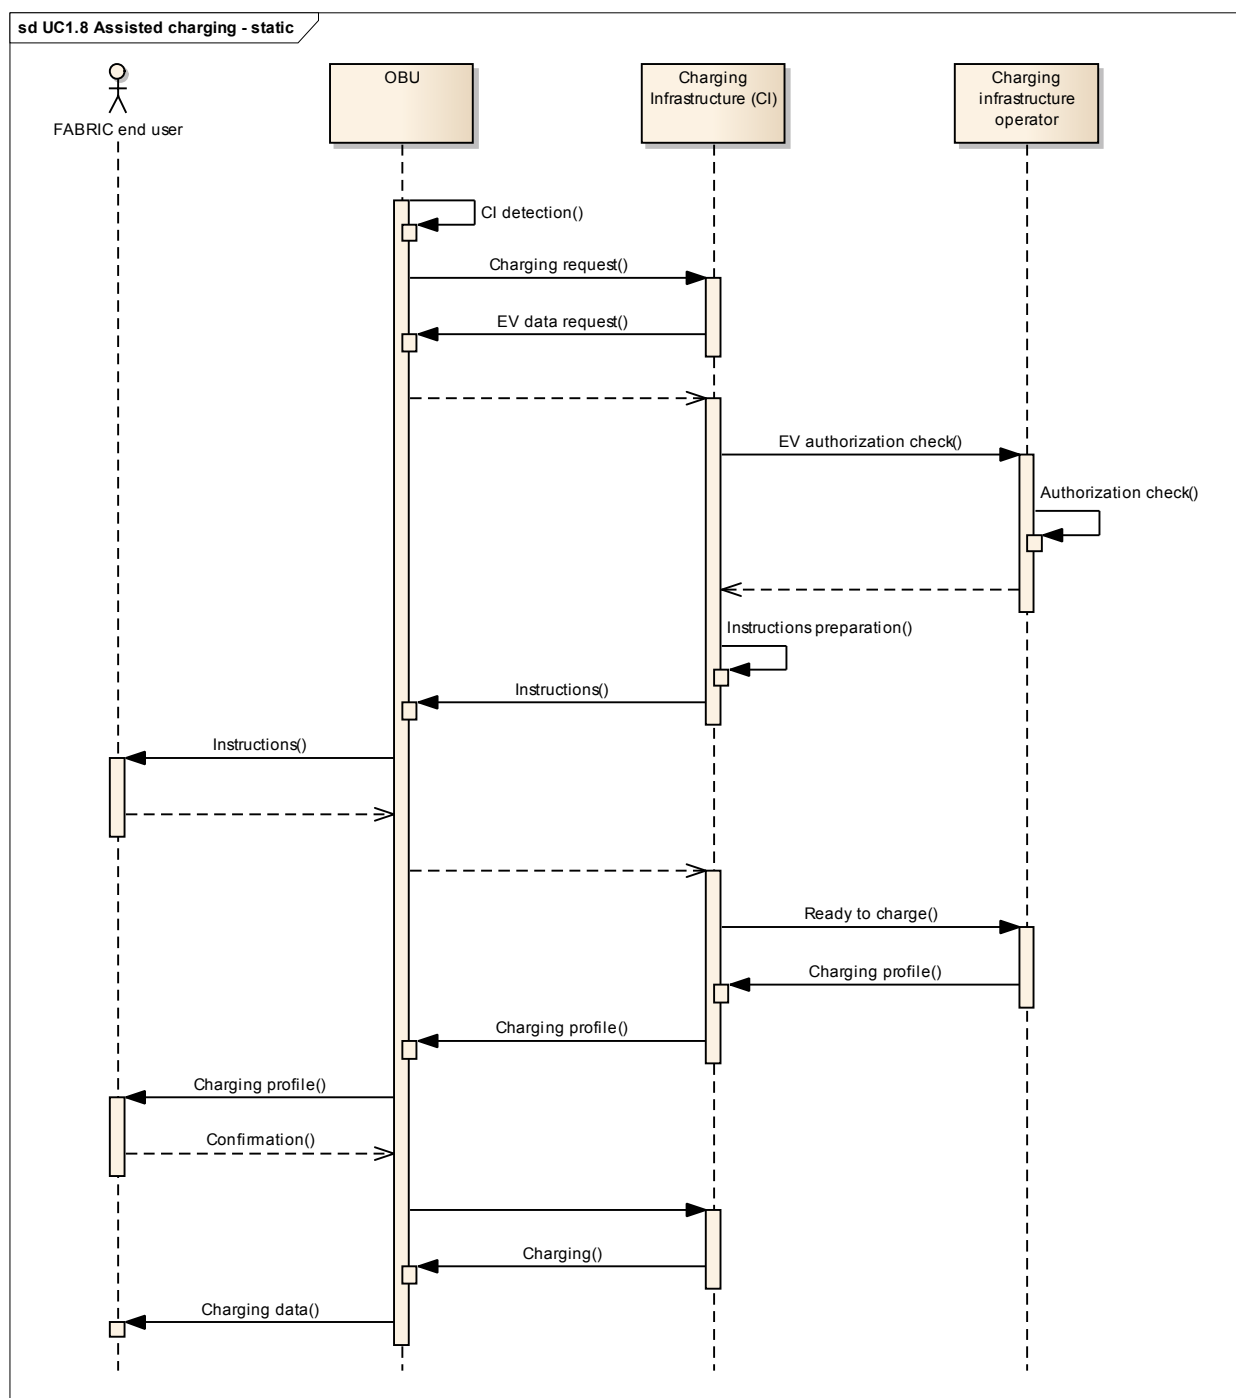 sd UC1.8 Assisted charging - static
FABRIC end user
OBU
Charging
Infrastructure (CI)
Charging
infrastructure
operator
CI detection()
Charging request()
EV data request()
EV authorization check()
Authorization check()
Instructions preparation()
Instructions()
Instructions()
Ready to charge()
Charging profile()
Charging profile()
Charging profile()
Confirmation()
Charging()
Charging data()